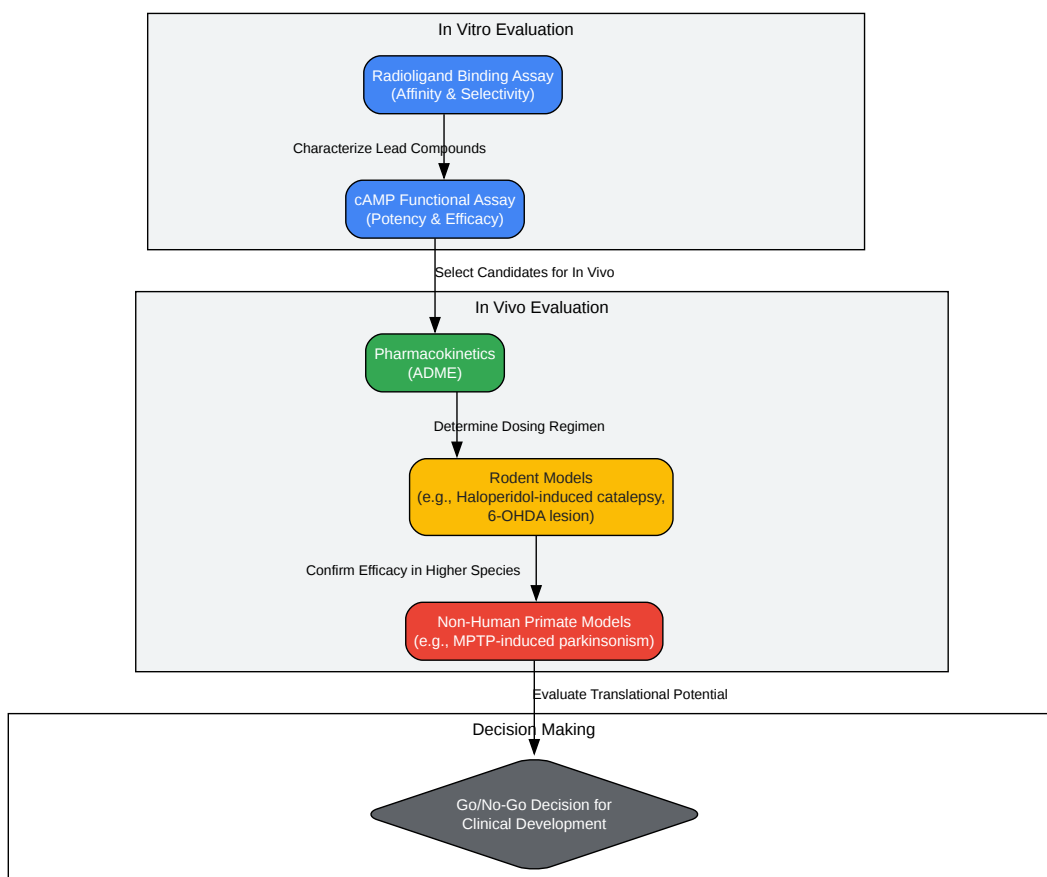 In Vitro Evaluation
Radioligand Binding Assay
(Affinity & Selectivity)
Characterize Lead Compounds
cAMP Functional Assay
(Potency & Efficacy)
Select Candidates for In Vivo
In Vivo Evaluation
Pharmacokinetics
(ADME)
Determine Dosing Regimen
Rodent Models
(e.g., Haloperidol-induced catalepsy,
6-OHDA lesion)
Confirm Efficacy in Higher Species
Non-Human Primate Models
(e.g., MPTP-induced parkinsonism)
Evaluate Translational Potential
Decision Making
Go/No-Go Decision for
Clinical Development